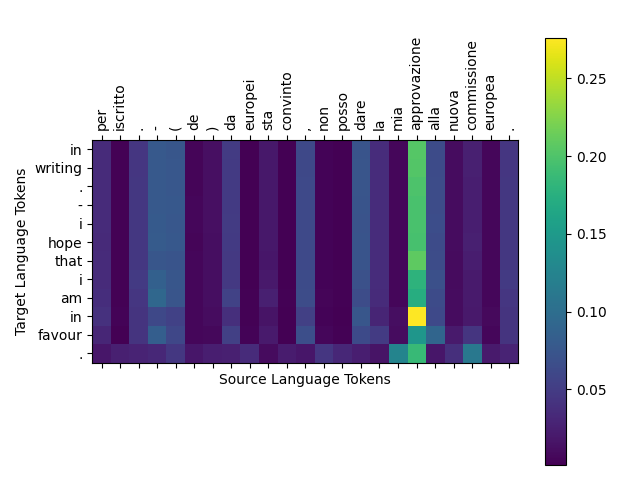 per iscritto . - ( de ) da europei sta convinto , non posso dare la mia approvazione alla nuova commissione europea .
in
writing
.
-
i
hope
that
i
am
in
favour
.
Target Language Tokens
Source Language Tokens
0.25
0.20
0.15
0.10
0.05